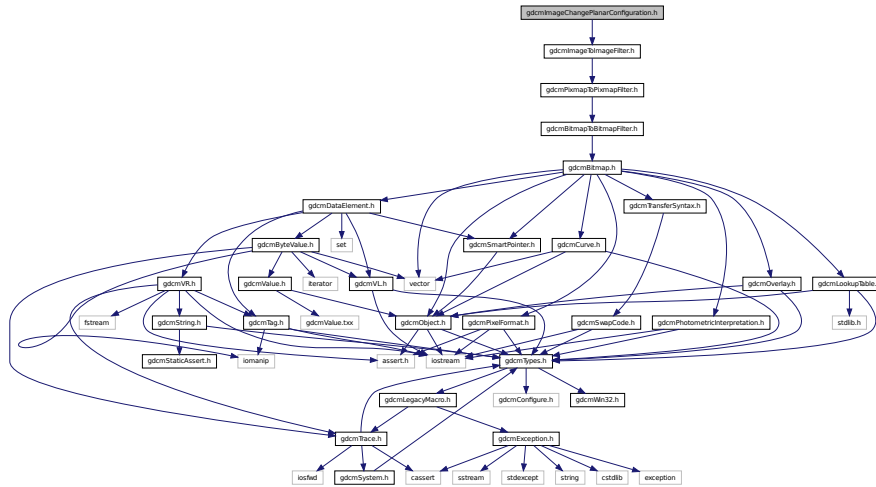 gdcmImageChangePlanarConfiguration.h
gdcmImageToImageFilter.h
gdcmPixmapToPixmapFilter.h
gdcmBitmapToBitmapFilter.h
gdcmBitmap.h
gdcmDataElement.h
gdcmTransferSyntax.h
gdcmByteValue.h
set
gdcmSmartPointer.h
gdcmCurve.h
gdcmVR.h
gdcmValue.h
iterator
gdcmVL.h
vector
gdcmOverlay.h
gdcmLookupTable.
fstream
gdcmString.h
gdcmTag.h
gdcmValue.txx
gdcmObject.h
gdcmPixelFormat.h
gdcmSwapCode.h
gdcmPhotometricInterpretation.h
stdlib.h
gdcmStaticAssert.h
iomanip
assert.h
iostream
gdcmTypes.h
gdcmLegacyMacro.h
gdcmConfigure.h
gdcmWin32.h
gdcmTrace.h
gdcmException.h
iosfwd
gdcmSystem.h
cassert
sstream
stdexcept
string
cstdlib
exception